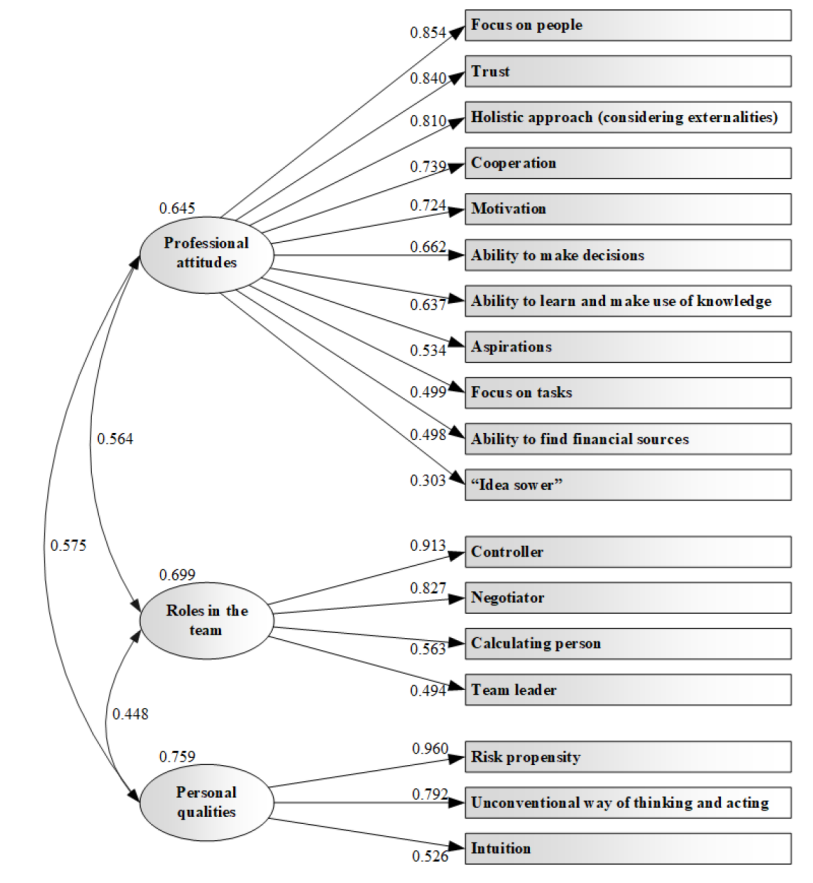 0.854
Focus on people
0.840
Trust
0.810
Holistic approach (considering externalities)
0.739
Cooperation
0.645
0.724
Motivation
Professional
attitudes
0.662
Ability to make decisions
0.637
Ability to learn and make use of knowledge
0.534
Aspirations
0.499
Focus on tasks
0.564
0.498
Ability to find financial sources
0.303
“Idea sower”
0.575
0.913
Controller
0.699
0.827
Negotiator
Roles in the
team
0.563
Calculating person
0.494
Team leader
0.448
0.759
0.960
Risk propensity
Personal
qualities
0.792
Unconventional way of thinking and acting
0.526
Intuition